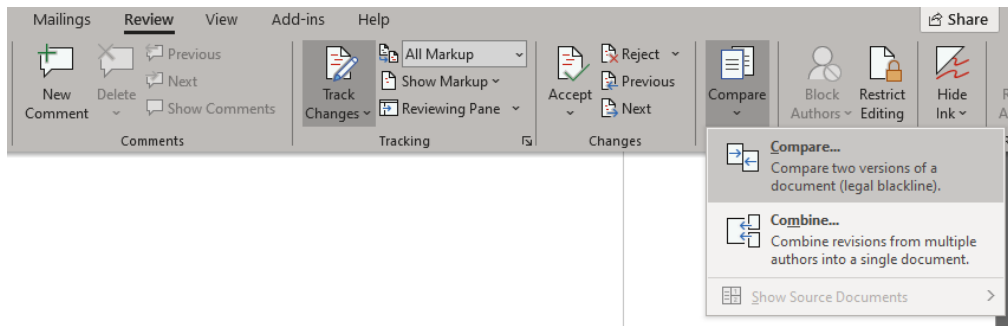 Mailings Review View Add-ins Help Share
New Comment
Delete
Previous
Next
Show Comments
Comments
Track Changes
All Markup
Show Markup
Reviewing Pane
Tracking
Accept
Reject
Previous
Next
Changes
Compare
Block Authors
Restrict Editing
Hide Ink
Compare...
Compare two versions of a
document (legal blackline).
Combine...
Combine revisions from multiple
authors into a single document.
Show Source Documents